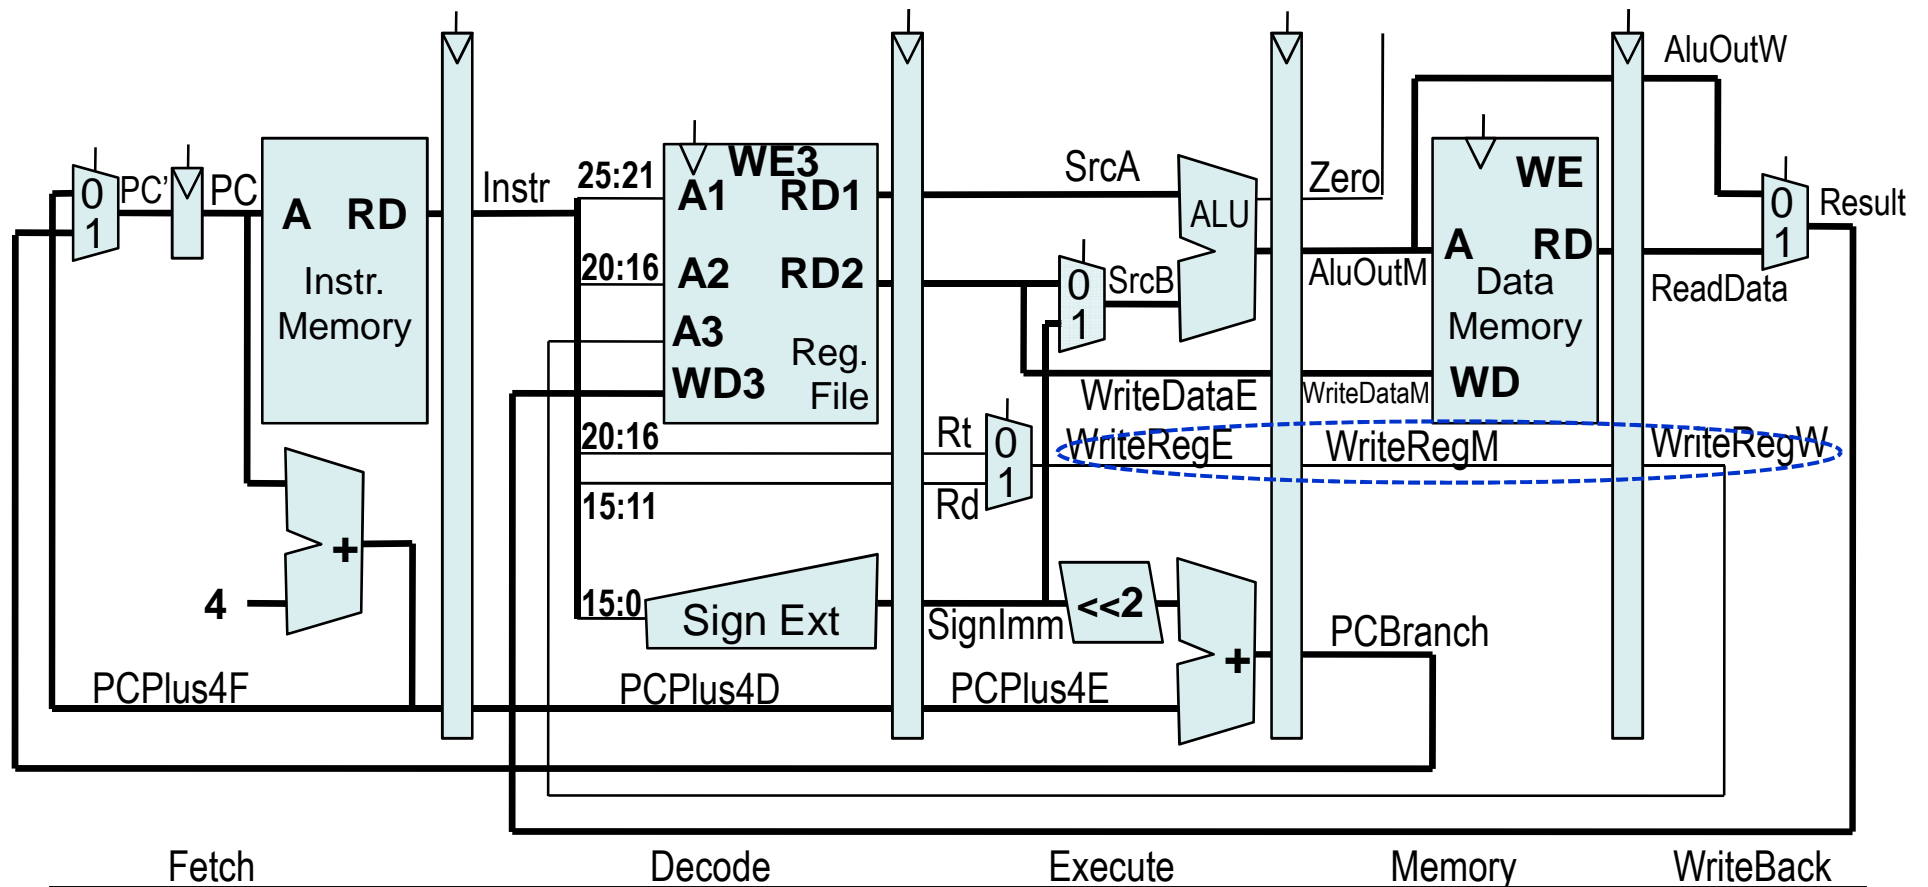 AluOutW
PC'
PC
0
1
A RD
Instr.
Memory
Instr
25:21
WE3
A1 RD1
20:16
A2 RD2
A3
WD3
Reg.
File
SrcA
ALU
Zero
0
1
SrcB
AluOutM
WE
A RD
Data
Memory
WD
0
1
Result
ReadData
WriteDataE
WriteDataM
20:16
Rt
0
1
Rd
15:11
WriteRegE
WriteRegM
WriteRegW
+
4
15:0
Sign Ext
SignImm
<<2
+
PCBranch
PCPlus4F
PCPlus4D
PCPlus4E
Fetch
Decode
Execute
Memory
WriteBack